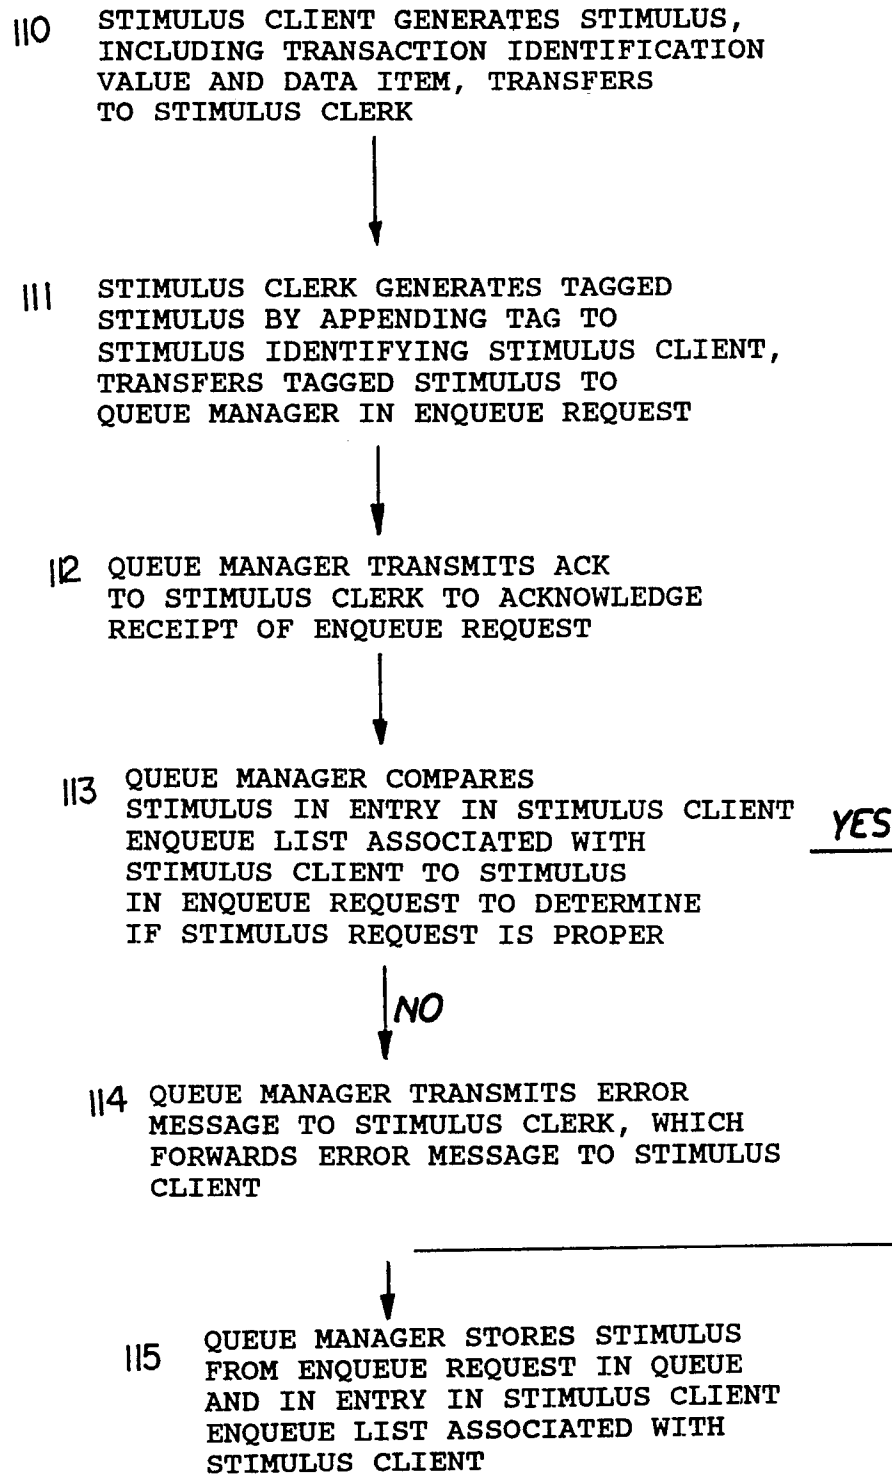 110 STIMULUS CLIENT GENERATES STIMULUS,
INCLUDING TRANSACTION IDENTIFICATION
VALUE AND DATA ITEM, TRANSFERS
TO STIMULUS CLERK
111 STIMULUS CLERK GENERATES TAGGED
STIMULUS BY APPENDING TAG TO
STIMULUS IDENTIFYING STIMULUS CLIENT,
TRANSFERS TAGGED STIMULUS TO
QUEUE MANAGER IN ENQUEUE REQUEST
112 QUEUE MANAGER TRANSMITS ACK
TO STIMULUS CLERK TO ACKNOWLEDGE
RECEIPT OF ENQUEUE REQUEST
113 QUEUE MANAGER COMPARES
STIMULUS IN ENTRY IN STIMULUS CLIENT
ENQUEUE LIST ASSOCIATED WITH
STIMULUS CLIENT TO STIMULUS
IN ENQUEUE REQUEST TO DETERMINE
IF STIMULUS REQUEST IS PROPER
YES
NO
114 QUEUE MANAGER TRANSMITS ERROR
MESSAGE TO STIMULUS CLERK, WHICH
FORWARDS ERROR MESSAGE TO STIMULUS
CLIENT
115 QUEUE MANAGER STORES STIMULUS
FROM ENQUEUE REQUEST IN QUEUE
AND IN ENTRY IN STIMULUS CLIENT
ENQUEUE LIST ASSOCIATED WITH
STIMULUS CLIENT